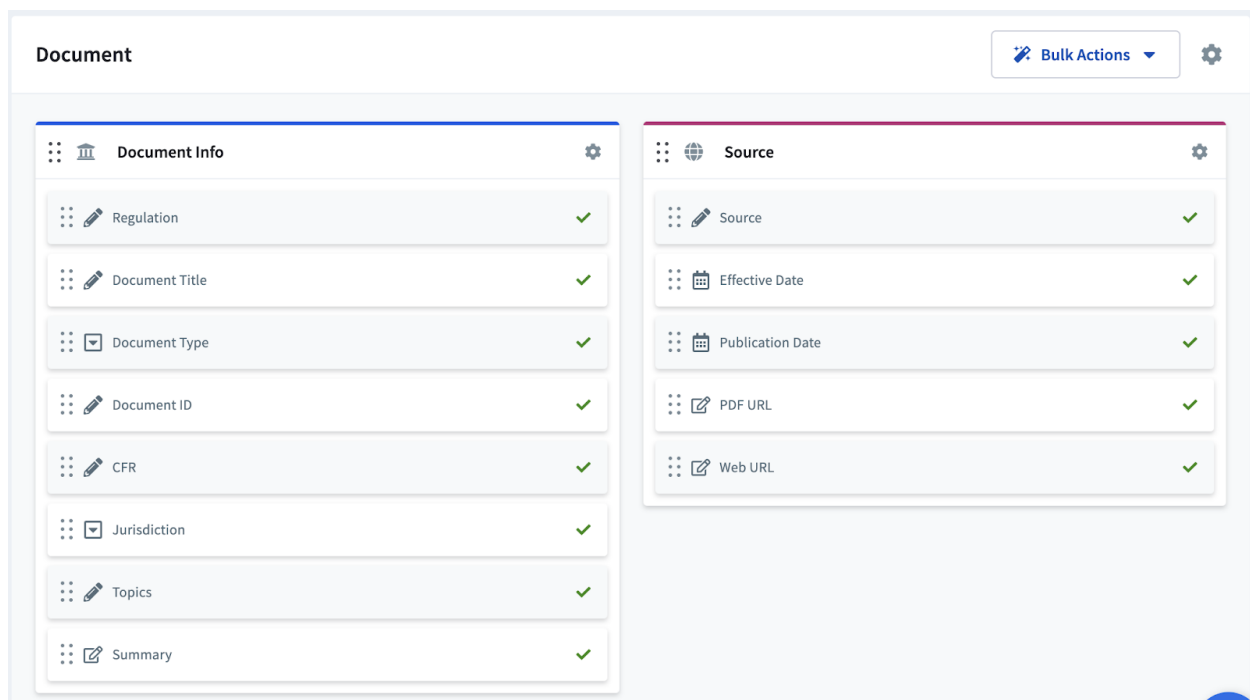 Document
Bulk Actions
Document Info
Regulation
Document Title
Document Type
Document ID
CFR
Jurisdiction
Topics
Summary
Source
Source
Effective Date
Publication Date
PDF URL
Web URL